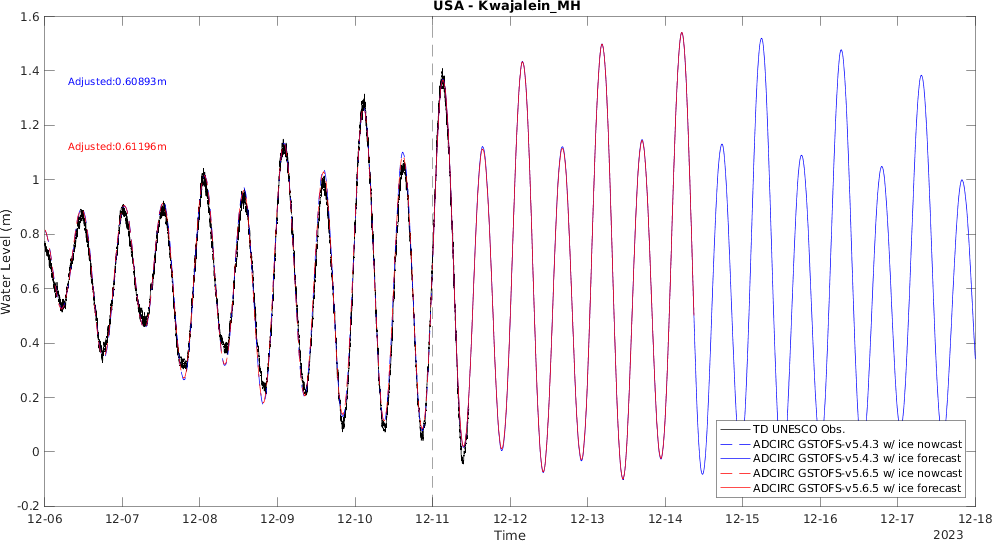 USA - Kwajalein_MH
Adjusted:0.60893m
Adjusted:0.61196m
Water Level (m)
1.6
1.4
1.2
1
0.8
0.6
0.4
0.2
0
-0.2
TD UNESCO Obs.
ADCIRC GSTOFS-v5.4.3 w/ ice nowcast
ADCIRC GSTOFS-v5.4.3 w/ ice forecast
ADCIRC GSTOFS-v5.6.5 w/ ice nowcast
ADCIRC GSTOFS-v5.6.5 w/ ice forecast
12-06 12-07 12-08 12-09 12-10 12-11 12-12 12-13 12-14 12-15 12-16 12-17 12-18
Time
2023